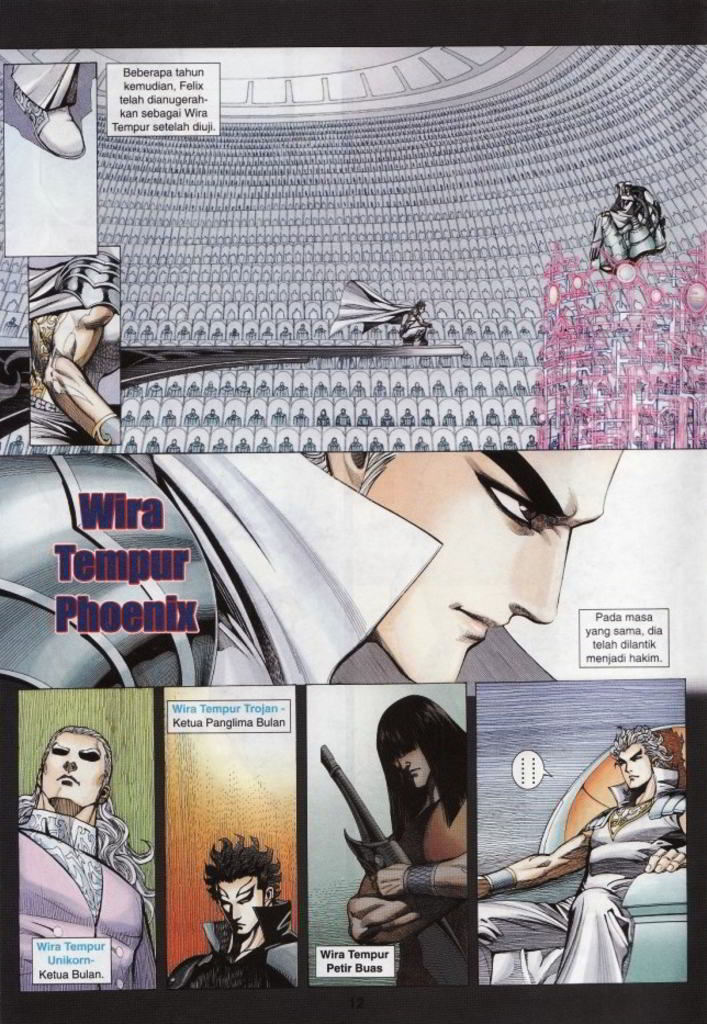 Beberapa tahun
kemudian, Felix
telah dianugerah-
kan sebagai Wira
Tempur setelah diuji.
Wira
Tempur
Phoenix
Pada masa
yang sama, dia
telah dilantik
menjadi hakim.
Wira Tempur
Unikorn-
Ketua Bulan.
Wira Tempur Trojan -
Ketua Panglima Bulan
Wira Tempur
Petir Buas
......
12